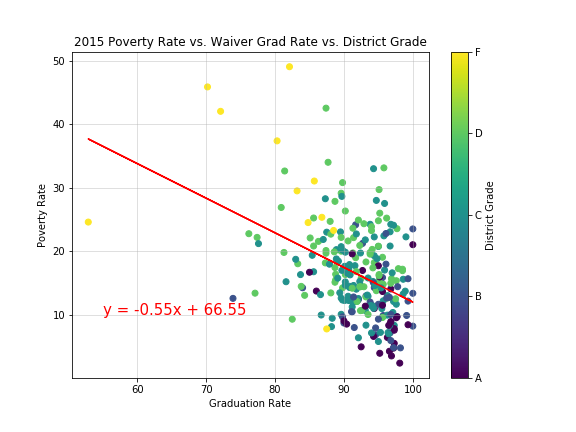 2015 Poverty Rate vs. Waiver Grad Rate vs. District Grade
50
40
30
20
10
Poverty Rate
y = -0.55x + 66.55
60 70 80 90 100
Graduation Rate
F
D
C
B
A
District Grade